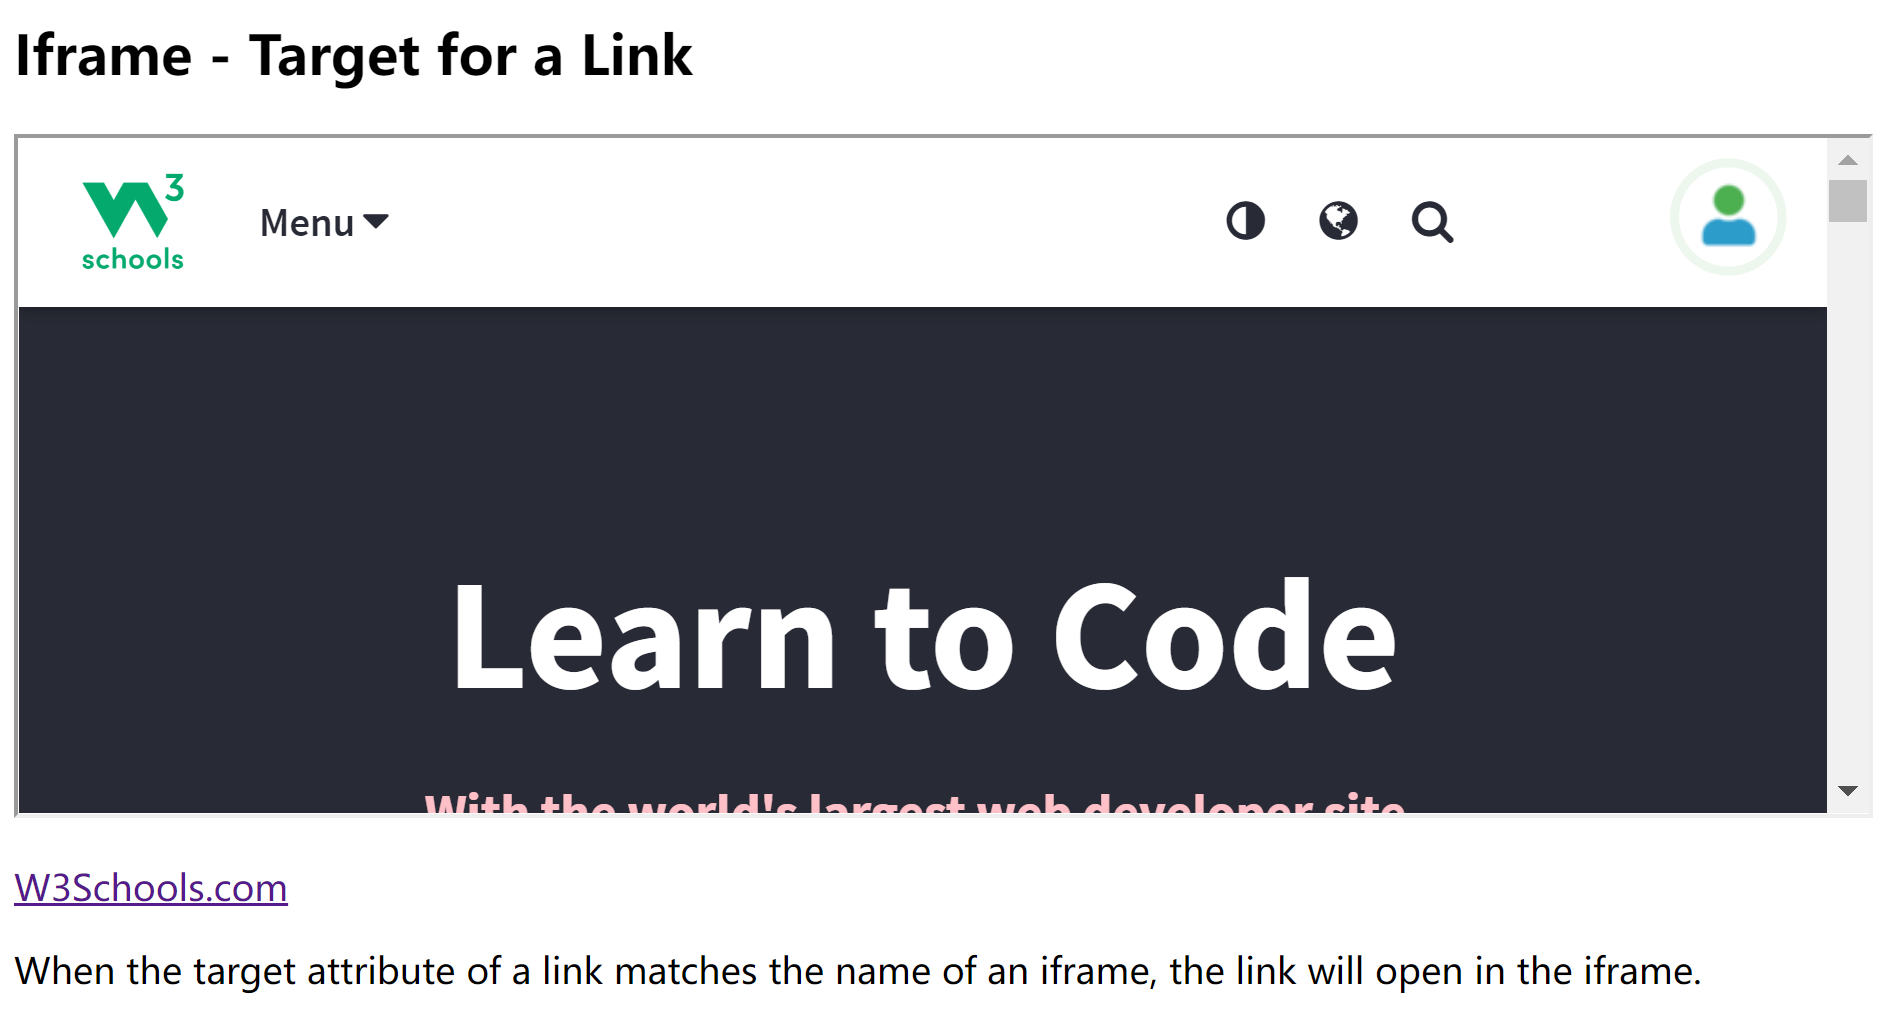 Iframe - Target for a Link
W3 schools
Menu
Learn to Code
With the world's largest web developer site
W3Schools.com
When the target attribute of a link matches the name of an iframe, the link will open in the iframe.